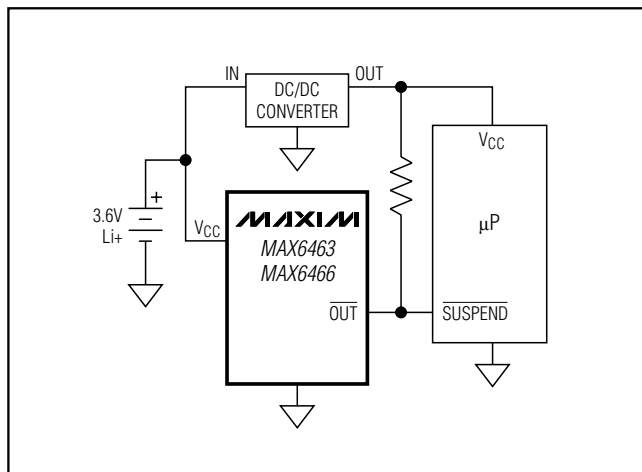 IN
OUT
DC/DC
CONVERTER
VCC
3.6V
Li+
+
VCC
MAXIM
MAX6463
MAX6466
µP
OUT
SUSPEND